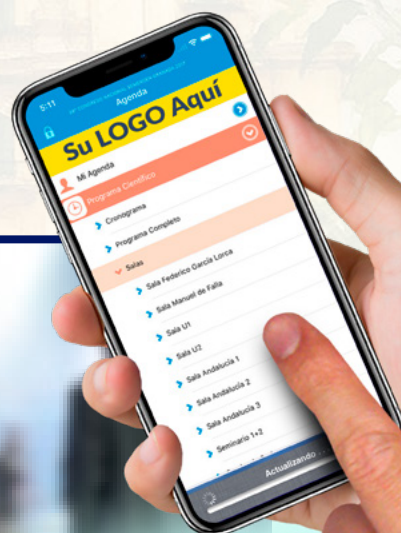 5:11
Agenda
Su LOGO Aquí
Mi Agenda
Programa Científico
Cronograma
Programa Completo
Salas
Sala Federico García Lorca
Sala Manuel de Falla
Sala U1
Sala U2
Sala Andalucía 1
Sala Andalucía 2
Sala Andalucía 3
Seminario 1+2
Actualizando ...